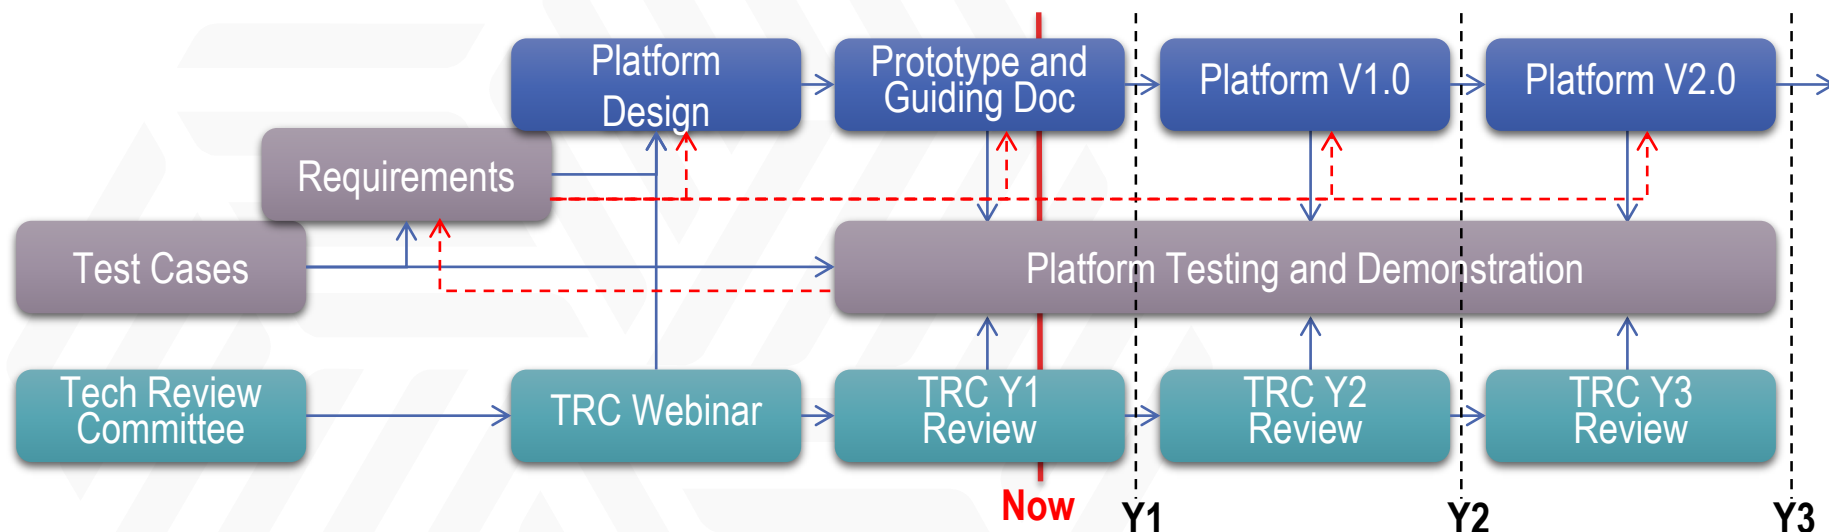 Platform
Design
Prototype and
Guiding Doc
Platform V1.0
Platform V2.0
Requirements
Test Cases
Platform Testing and Demonstration
Tech Review
Committee
TRC Webinar
TRC Y1
Review
TRC Y2
Review
TRC Y3
Review
Now
Y1
Y2
Y3